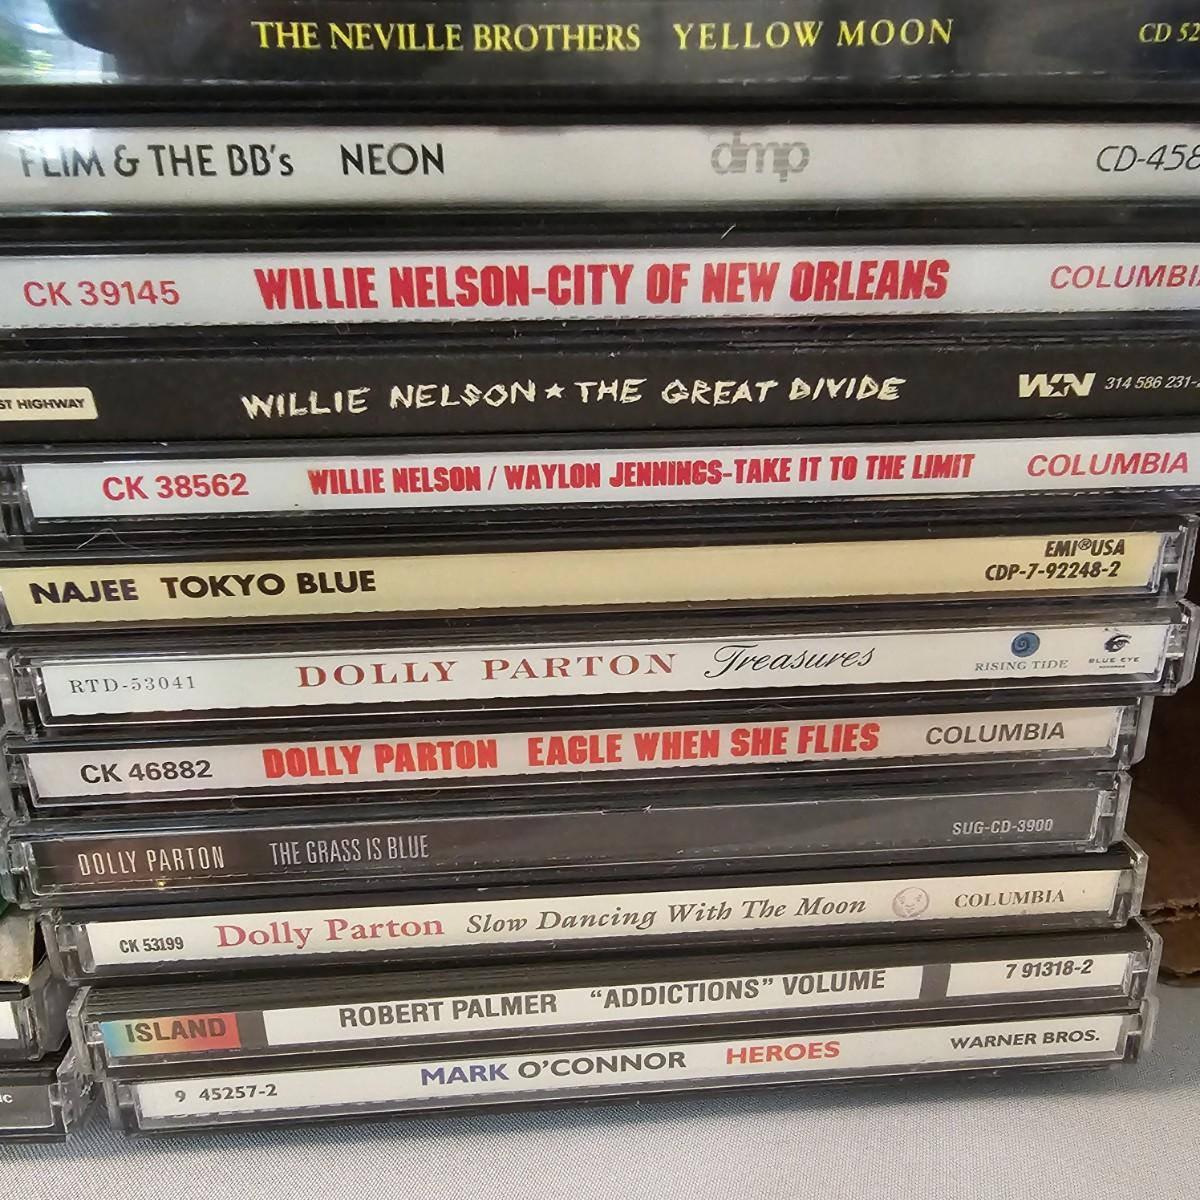 THE NEVILLE BROTHERS YELLOW MOON CD 52
FLIM & THE BB's NEON dmp CD-458
CK 39145 WILLIE NELSON-CITY OF NEW ORLEANS COLUMBI
ST HIGHWAY WILLIE NELSON ★ THE GREAT DIVIDE W★N 314 586 231-
CK 38562 WILLIE NELSON / WAYLON JENNINGS-TAKE IT TO THE LIMIT COLUMBIA
NAJEE TOKYO BLUE EMI®USA
CDP-7-92248-2
RTD-53041 DOLLY PARTON Treasures RISING TIDE BLUE EYE
CK 46882 DOLLY PARTON EAGLE WHEN SHE FLIES COLUMBIA
DOLLY PARTON THE GRASS IS BLUE SUG-CD-3900
CK 53199 Dolly Parton Slow Dancing With The Moon COLUMBIA
ISLAND ROBERT PALMER "ADDICTIONS" VOLUME 7 91318-2
9 45257-2 MARK O'CONNOR HEROES WARNER BROS.